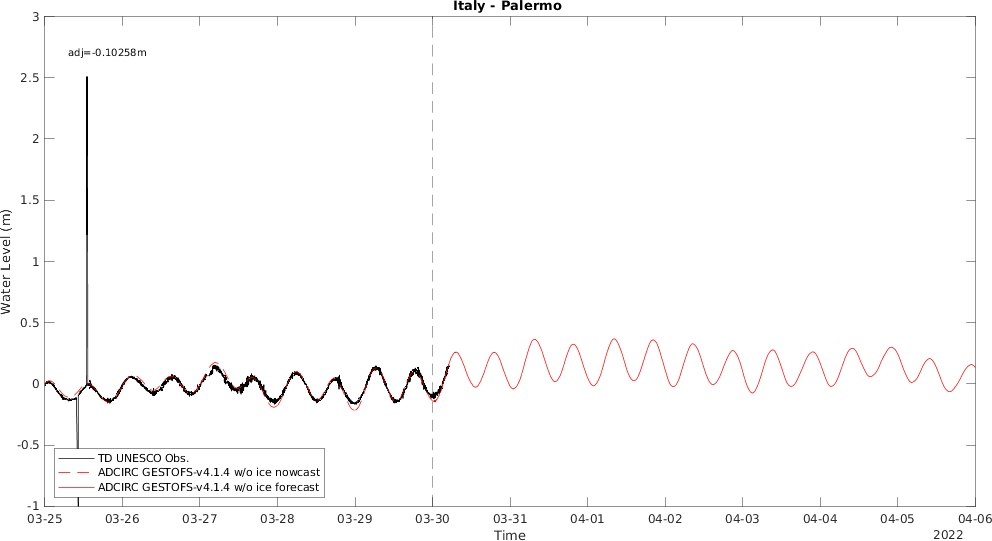 Italy - Palermo
adj=-0.10258m
3
2.5
2
1.5
1
0.5
0
-0.5
-1
Water Level (m)
TD UNESCO Obs.
ADCIRC GESTOFS-v4.1.4 w/o ice nowcast
ADCIRC GESTOFS-v4.1.4 w/o ice forecast
03-25 03-26 03-27 03-28 03-29 03-30 03-31 04-01 04-02 04-03 04-04 04-05 04-06
Time
2022